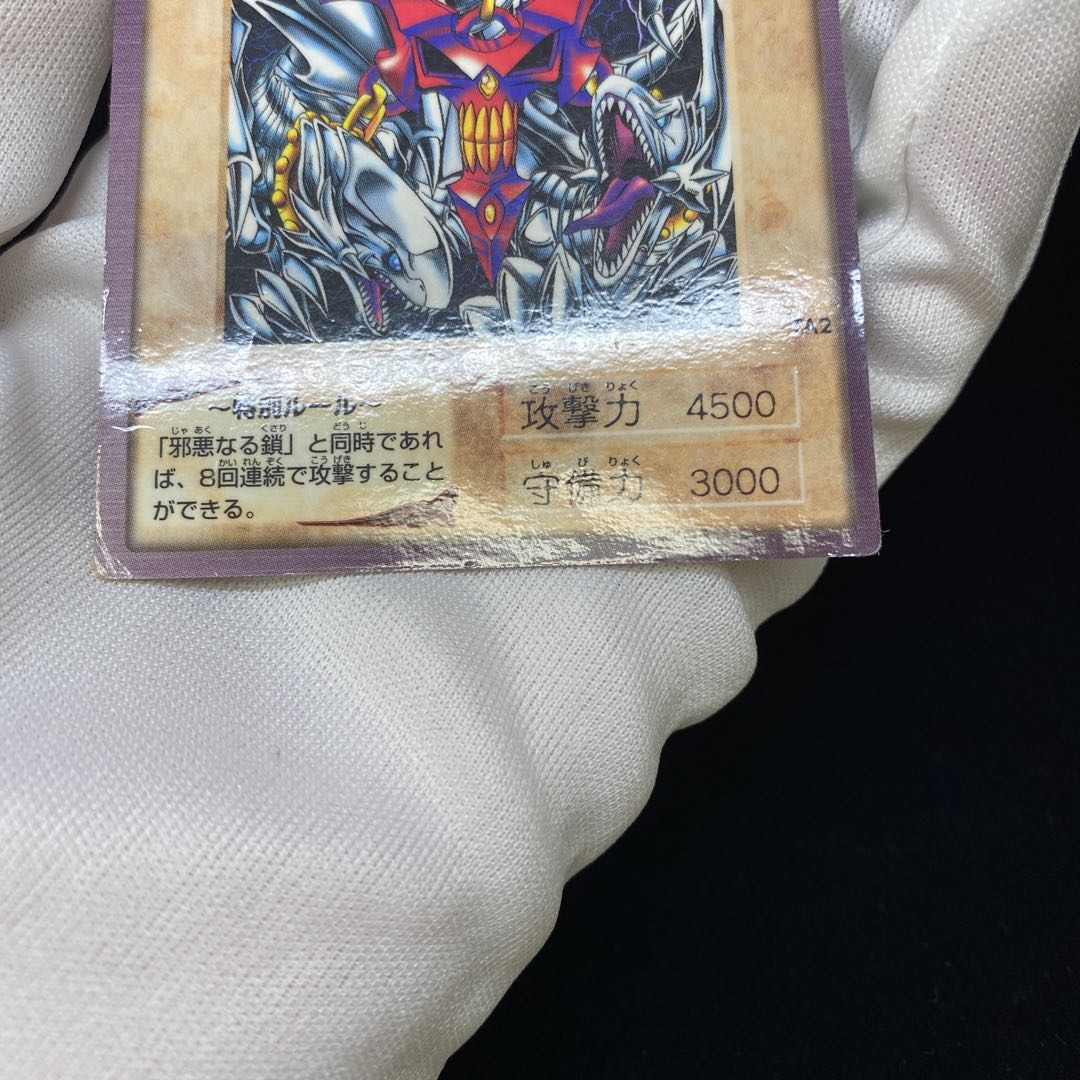 A2
～特別ルール～
「邪悪なる鎖」と同時であれ
ば、8回連続で攻撃すること
ができる。
攻撃力 4500
守備力 3000